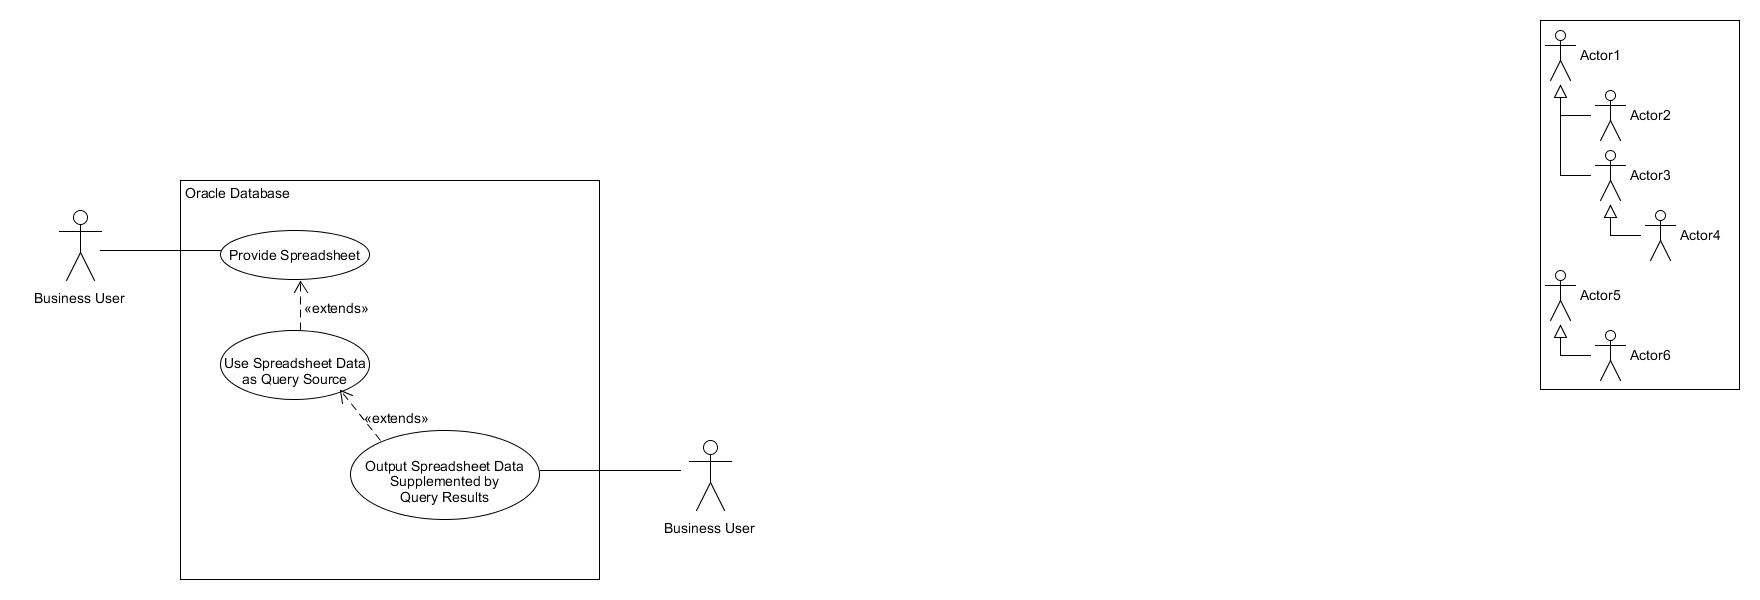 Oracle Database
Business User
Provide Spreadsheet
«extends»
Use Spreadsheet Data
as Query Source
«extends»
Output Spreadsheet Data
Supplemented by
Query Results
Business User
Actor1
Actor2
Actor3
Actor4
Actor5
Actor6